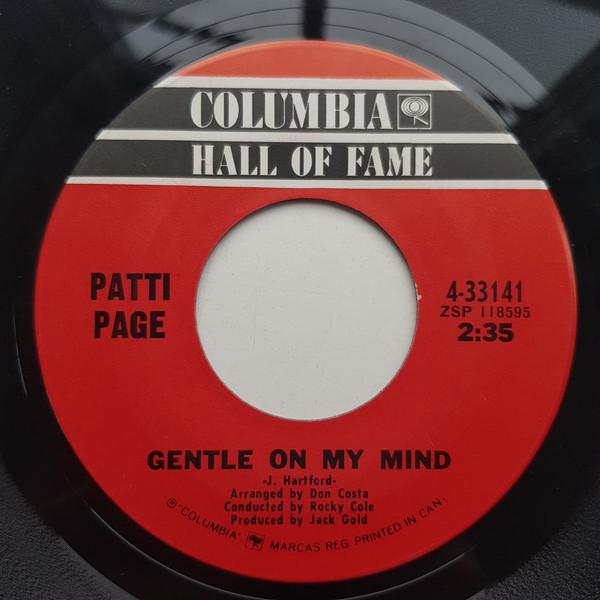 COLUMBIA
HALL OF FAME
PATTI
PAGE
4-33141
ZSP 118595
2:35
GENTLE ON MY MIND
-J. Hartford-
Arranged by Don Costa
Conducted by Rocky Cole
Produced by Jack Gold
℗"COLUMBIA" MARCAS REG. PRINTED IN CAN.